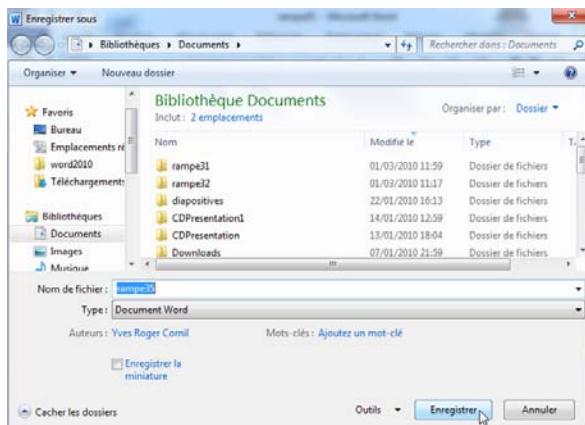 Enregistrer sous
Bibliothèques Documents
Rechercher dans : Documents
Organiser Nouveau dossier
Favoris
Bureau
Emplacements ré
word2010
Téléchargements
Bibliothèques
Documents
Images
Musique
Bibliothèque Documents
Inclut : 2 emplacements
Organiser par : Dossier
Nom Modifié le Type T
rampe31 01/03/2010 11:59 Dossier de fichiers
rampe32 01/03/2010 11:17 Dossier de fichiers
diapositives 22/01/2010 16:13 Dossier de fichiers
CDPresentation1 14/01/2010 12:59 Dossier de fichiers
CDPresentation 13/01/2010 18:04 Dossier de fichiers
Downloads 07/01/2010 21:59 Dossier de fichiers
Nom de fichier : rampe35
Type : Document Word
Auteurs : Yves Roger Cornil Mots-clés : Ajoutez un mot-clé
Enregistrer la
miniature
Cacher les dossiers Outils Enregistrer Annuler